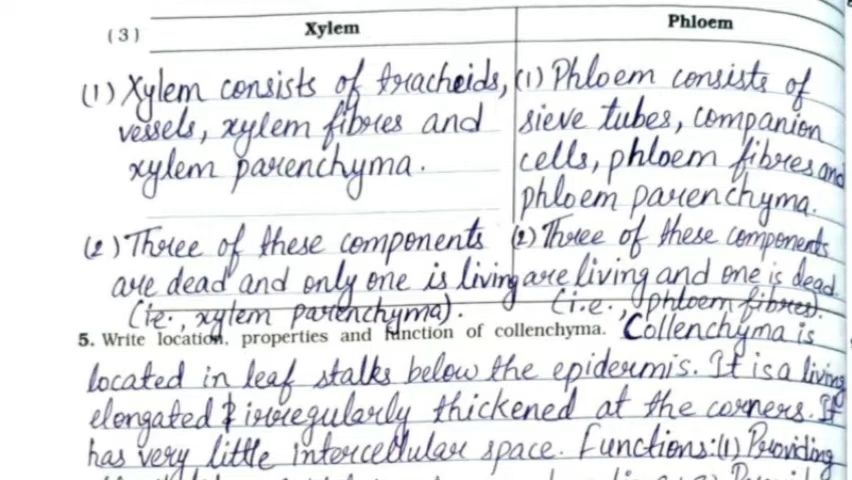 (3) Xylem Phloem
(1) Xylem consists of tracheids,
vessels, xylem fibres and
xylem parenchyma.
(1) Phloem consists of
sieve tubes, companion
cells, phloem fibres and
phloem parenchyma.
(2) Three of these components
are dead and only one is living
(ie., xylem parenchyma).
(2) Three of these components
are living and one is dead.
(i.e., phloem fibres).
5. Write location, properties and function of collenchyma. Collenchyma is
located in leaf stalks below the epidermis. It is a living
elongated & irregularly thickened at the corners. It
has very little intercellular space. Functions:(1) Providing